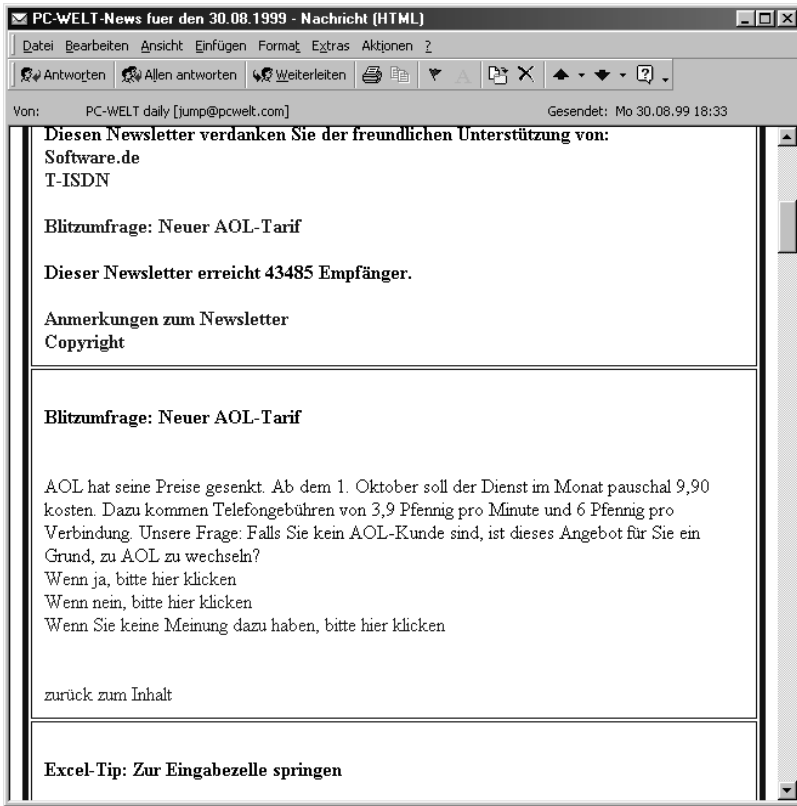 PC-WELT-News fuer den 30.08.1999 - Nachricht (HTML)
Datei Bearbeiten Ansicht Einfügen Format Extras Aktionen ?
Antworten Allen antworten Weiterleiten A ?
Von: PC-WELT daily [jump@pcwelt.com] Gesendet: Mo 30.08.99 18:33
Diesen Newsletter verdanken Sie der freundlichen Unterstützung von:
Software.de
T-ISDN
Blitzumfrage: Neuer AOL-Tarif
Dieser Newsletter erreicht 43485 Empfänger.
Anmerkungen zum Newsletter
Copyright
Blitzumfrage: Neuer AOL-Tarif
AOL hat seine Preise gesenkt. Ab dem 1. Oktober soll der Dienst im Monat pauschal 9,90
kosten. Dazu kommen Telefongebühren von 3,9 Pfennig pro Minute und 6 Pfennig pro
Verbindung. Unsere Frage: Falls Sie kein AOL-Kunde sind, ist dieses Angebot für Sie ein
Grund, zu AOL zu wechseln?
Wenn ja, bitte hier klicken
Wenn nein, bitte hier klicken
Wenn Sie keine Meinung dazu haben, bitte hier klicken
zurück zum Inhalt
Excel-Tip: Zur Eingabezelle springen